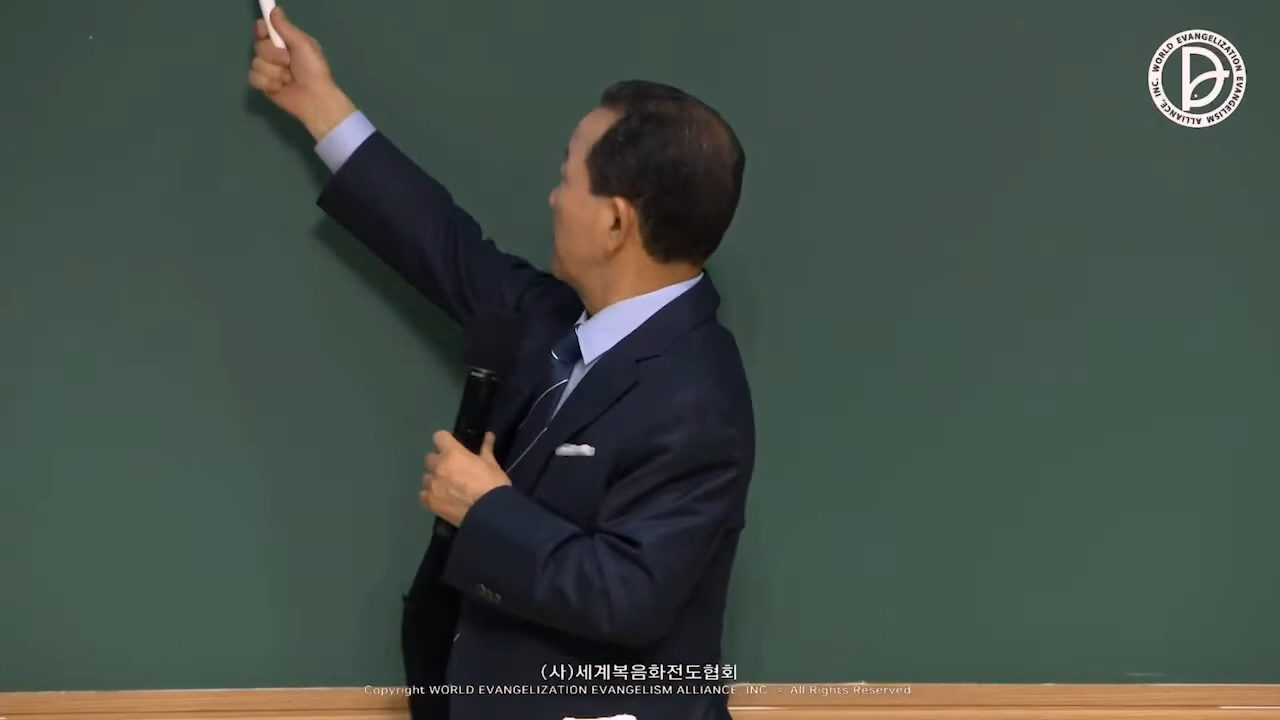 WORLD EVANGELIZATION EVANGELISM ALLIANCE, INC.
(사)세계복음화전도협회
Copyright WORLD EVANGELIZATION EVANGELISM ALLIANCE, INC © All Rights Reserved